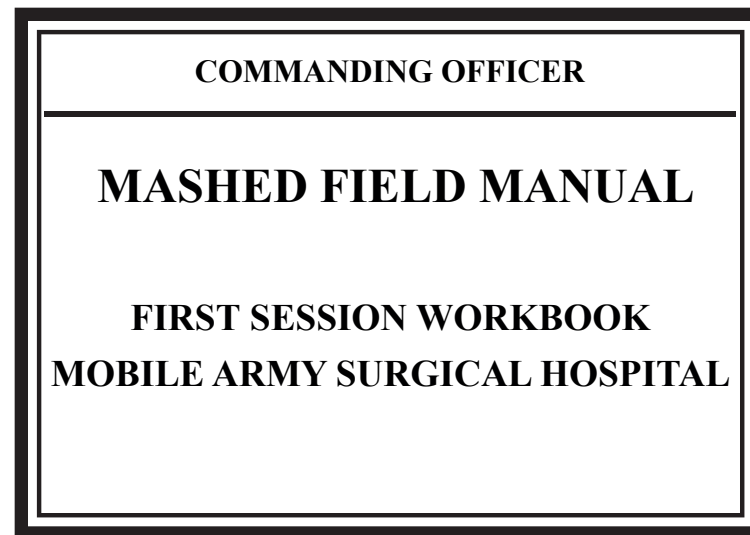 COMMANDING OFFICER
MASHED FIELD MANUAL
FIRST SESSION WORKBOOK
MOBILE ARMY SURGICAL HOSPITAL